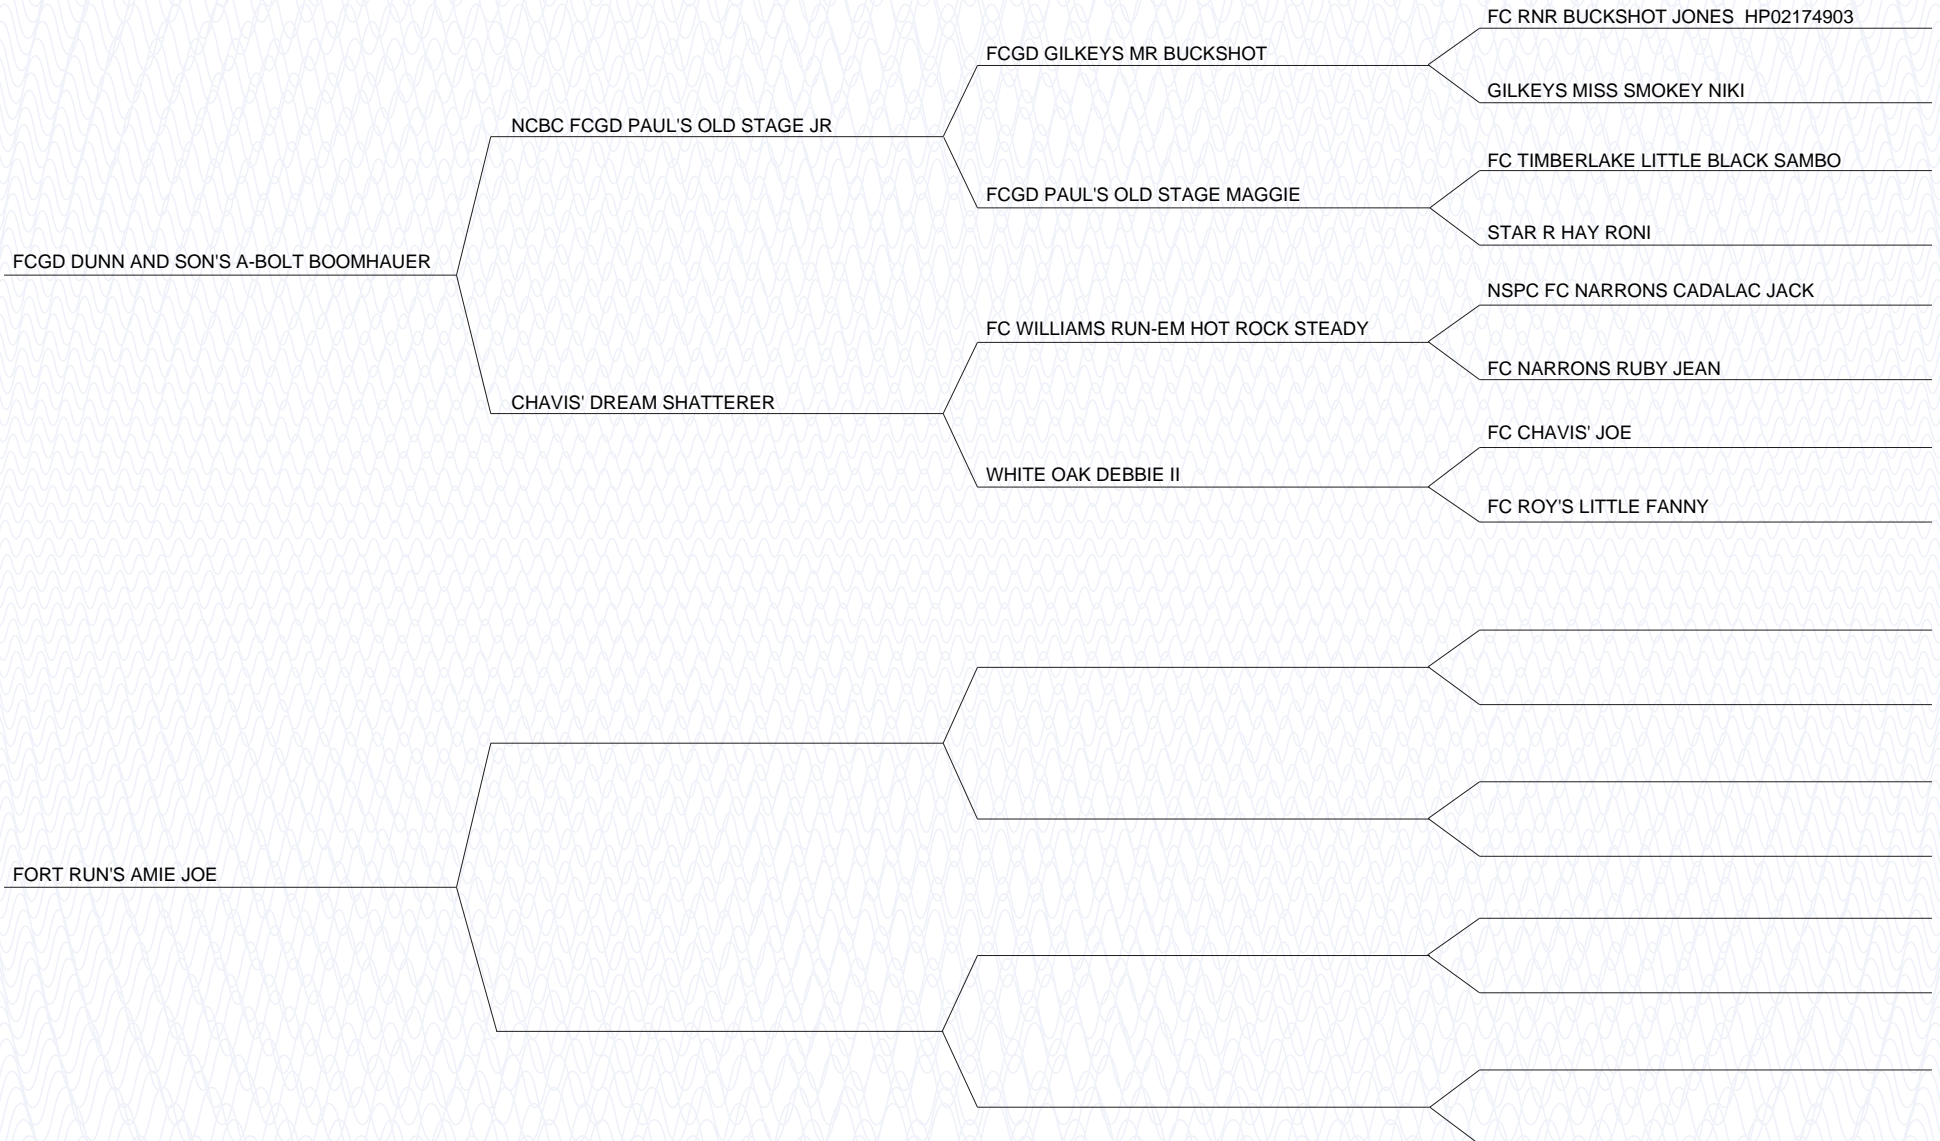 FC RNR BUCKSHOT JONES  HP02174903
FCGD GILKEYS MR BUCKSHOT
GILKEYS MISS SMOKEY NIKI
NCBC FCGD PAUL'S OLD STAGE JR
FC TIMBERLAKE LITTLE BLACK SAMBO
FCGD PAUL'S OLD STAGE MAGGIE
STAR R HAY RONI
FCGD DUNN AND SON'S A-BOLT BOOMHAUER
NSPC FC NARRONS CADALAC JACK
FC WILLIAMS RUN-EM HOT ROCK STEADY
FC NARRONS RUBY JEAN
CHAVIS' DREAM SHATTERER
FC CHAVIS' JOE
WHITE OAK DEBBIE II
FC ROY'S LITTLE FANNY
FORT RUN'S AMIE JOE